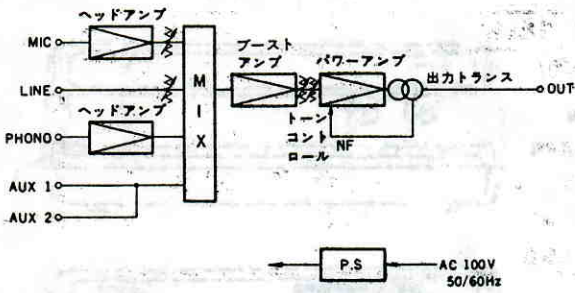 ヘッドアンプ
MIC
LINE
ヘッドアンプ
PHONO
AUX 1
AUX 2
M
I
X
ブースト
アンプ
パワーアンプ
トーン
コント
ロール
NF
出力トランス
OUT
P.S
AC 100V
50/60Hz